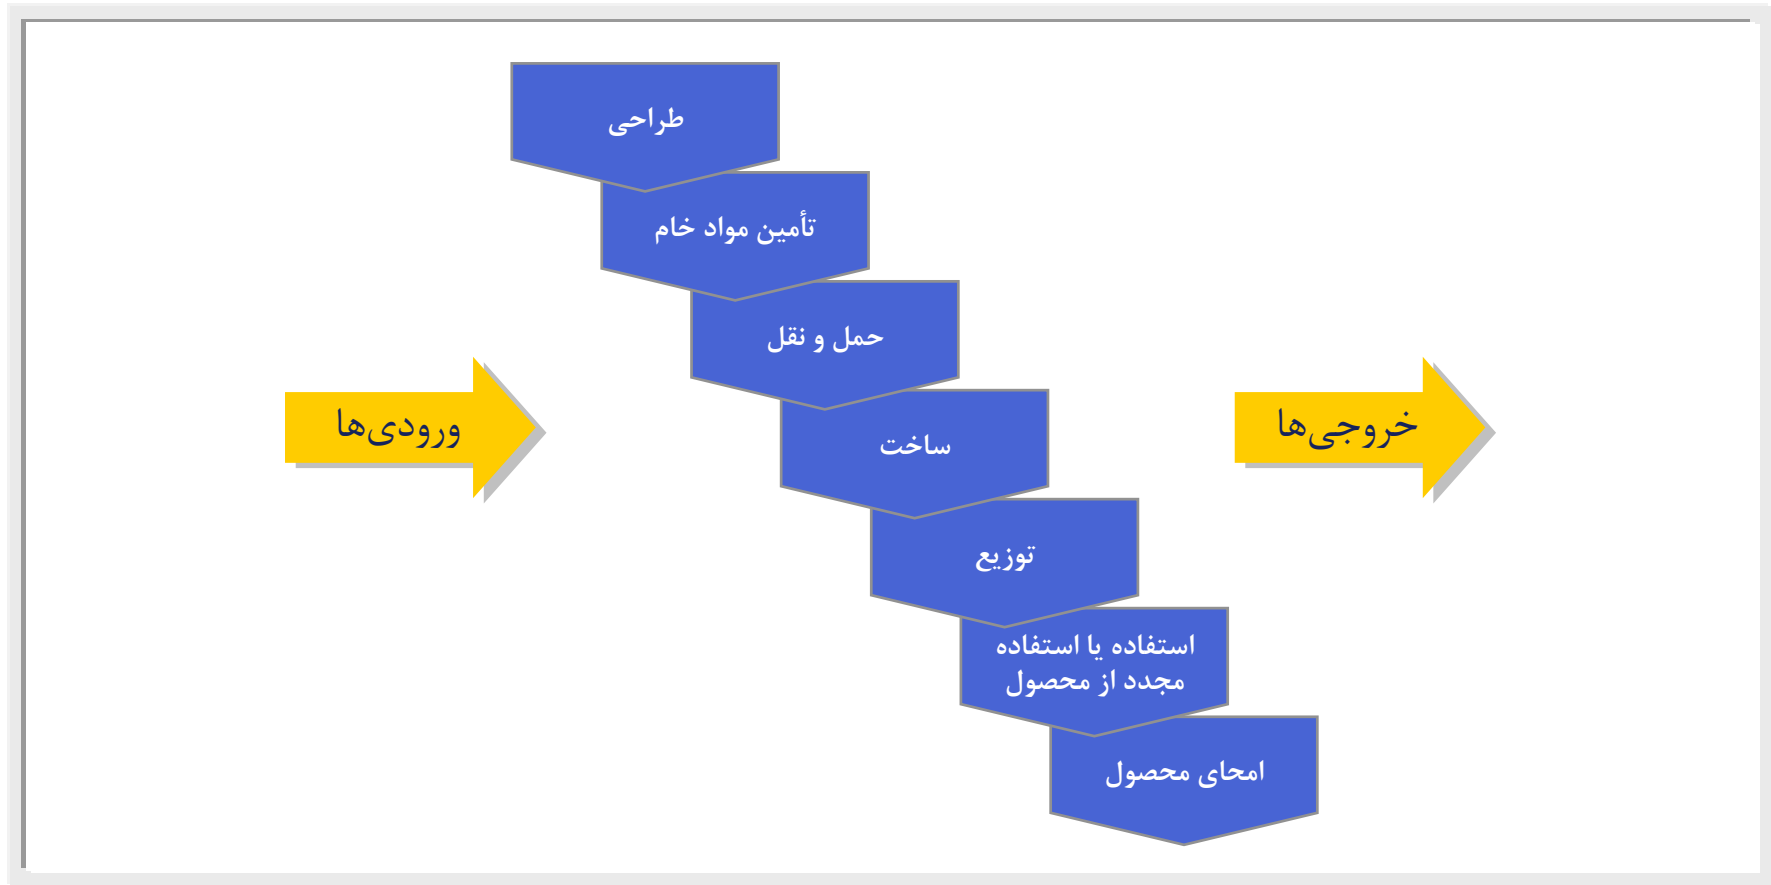 طراحی
تأمین مواد خام
حمل و نقل
ورودی‌ها
خروجی‌ها
ساخت
توزیع
استفاده یا استفاده
مجدد از محصول
امحای محصول